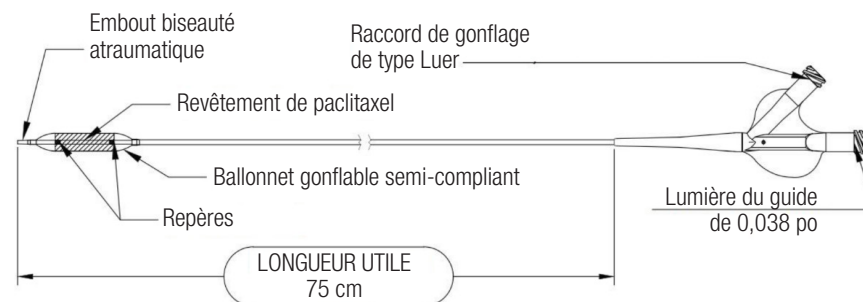 Embout biseauté
atraumatique
Raccord de gonflage
de type Luer
Revêtement de paclitaxel
Ballonnet gonflable semi-compliant
Repères
Lumière du guide
de 0,038 po
LONGUEUR UTILE
75 cm